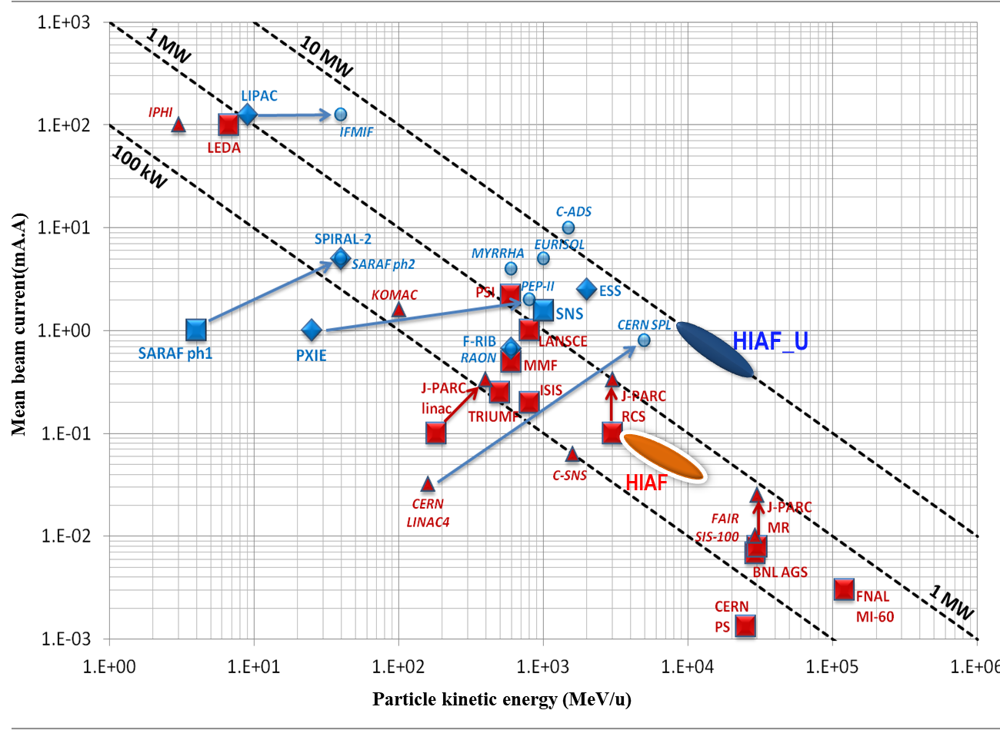 1.E+03
1 MW
10 MW
LIPAC
IPHI
1.E+02
IFMIF
LEDA
100 kW
C-ADS
1.E+01
SPIRAL-2
EURISOL
MYRRHA
SARAF ph2
PEP-II
PSI
ESS
KOMAC
SNS
CERN SPL
1.E+00
F-RIB
LANSCE
HIAF_U
SARAF ph1
PXIE
RAON
MMF
J-PARC
linac
ISIS
J-PARC
RCS
TRIUMF
1.E-01
C-SNS
HIAF
CERN
LINAC4
J-PARC
MR
FAIR
SIS-100
1.E-02
BNL AGS
1 MW
FNAL
MI-60
CERN
PS
1.E-03
1.E+00 1.E+01 1.E+02 1.E+03 1.E+04 1.E+05 1.E+06
Mean beam current(mA.A)
Particle kinetic energy (MeV/u)